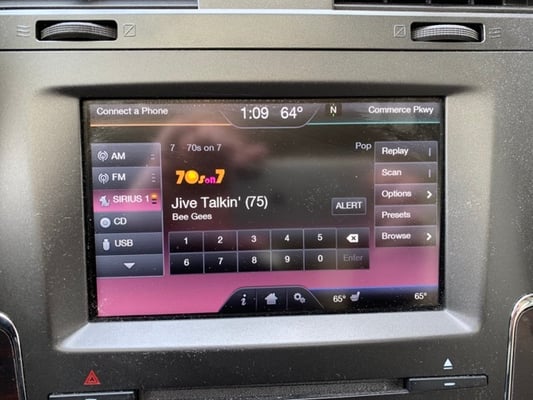 Connect a Phone 1:09 64° N Commerce Pkwy
7 70s on 7 Pop
AM
FM
SIRIUS 1
CD
USB
70s on 7
Jive Talkin' (75)
Bee Gees
ALERT
1 2 3 4 5
6 7 8 9 0 Enter
Replay
Scan
Options
Presets
Browse
i 65° 65°